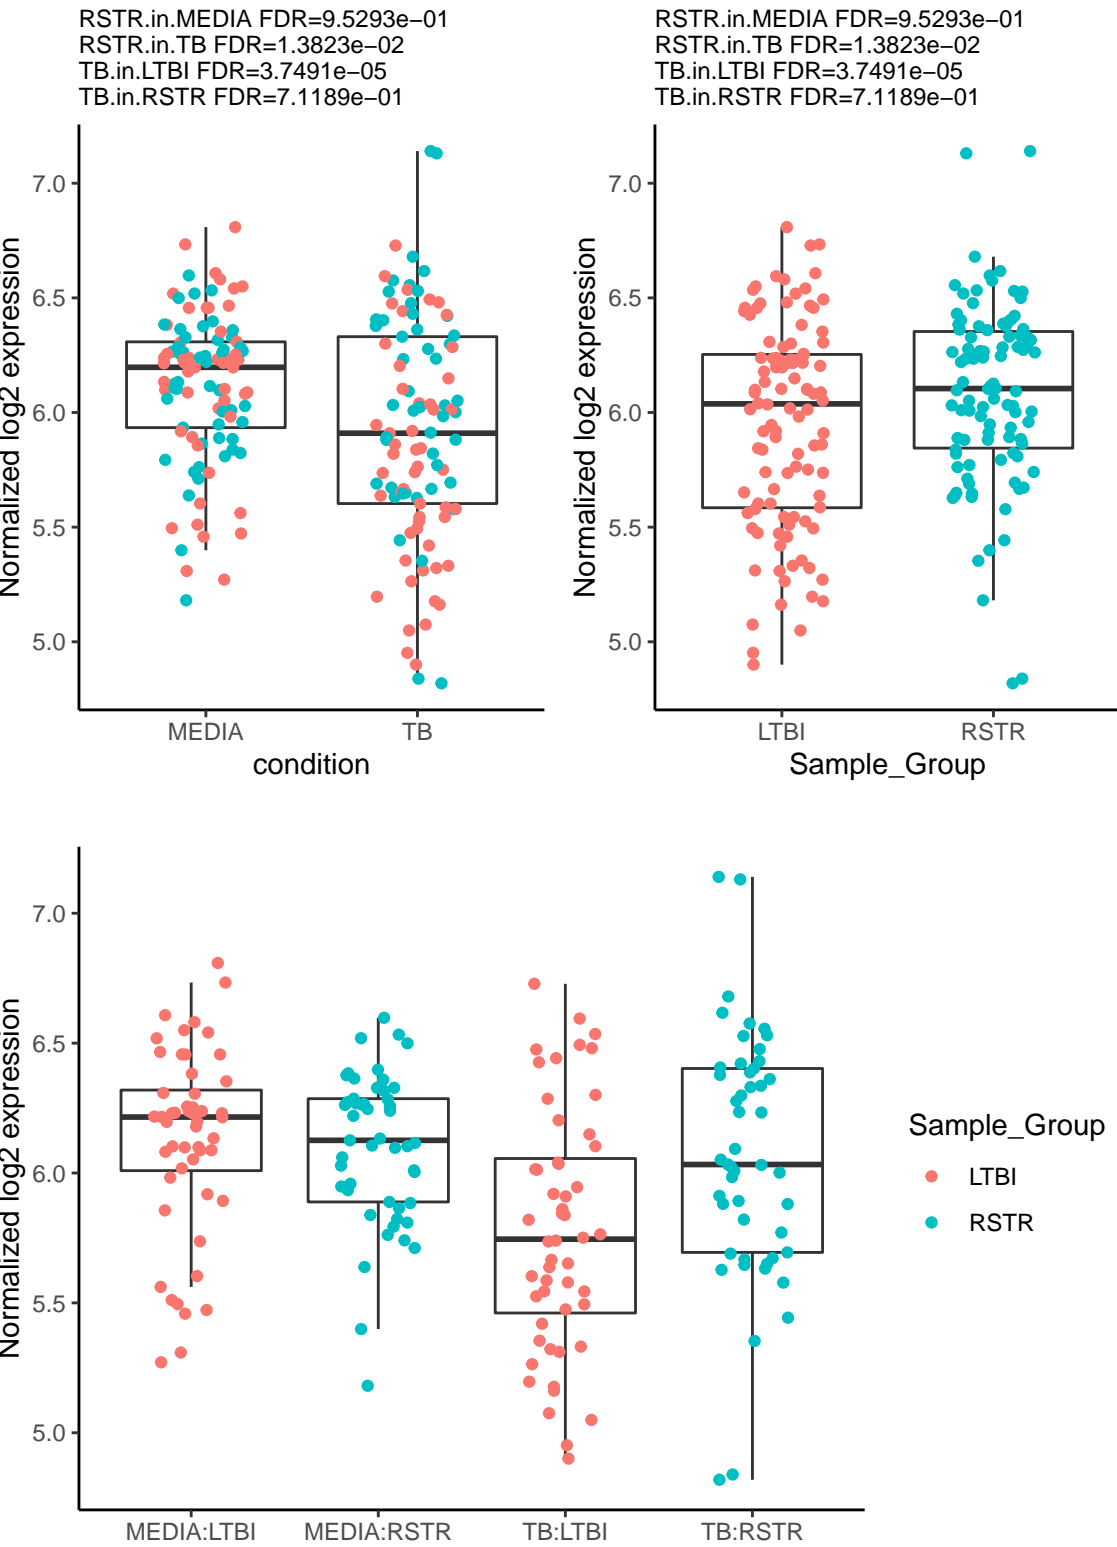 RSTR.in.MEDIA FDR=9.5293e−01
RSTR.in.TB FDR=1.3823e−02
TB.in.LTBI FDR=3.7491e−05
TB.in.RSTR FDR=7.1189e−01
Normalized log2 expression
7.0
6.5
6.0
5.5
5.0
MEDIA TB
condition
RSTR.in.MEDIA FDR=9.5293e−01
RSTR.in.TB FDR=1.3823e−02
TB.in.LTBI FDR=3.7491e−05
TB.in.RSTR FDR=7.1189e−01
Normalized log2 expression
7.0
6.5
6.0
5.5
5.0
LTBI RSTR
Sample_Group
Normalized log2 expression
7.0
6.5
6.0
5.5
5.0
MEDIA:LTBI MEDIA:RSTR TB:LTBI TB:RSTR
Sample_Group
LTBI
RSTR